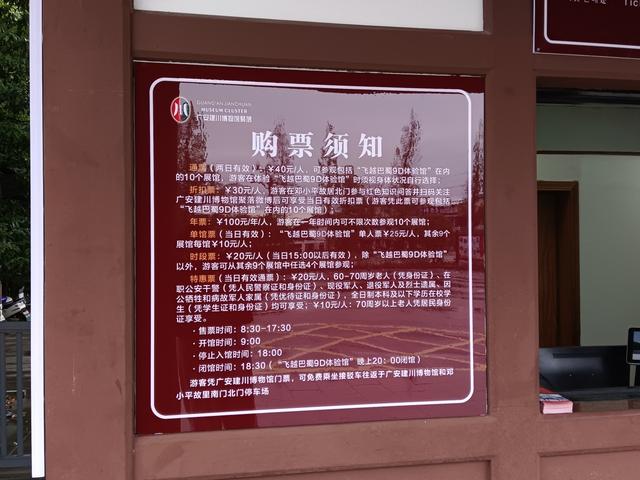 GUANG'AN JIANCHUAN
MUSEUM CLUSTER
广安建川博物馆聚落
购票须知
通票（两日有效）：¥40元/人，可参观包括“飞越巴蜀9D体验馆”在内
的10个展馆，游客在体验“飞越巴蜀9D体验馆”时须视身体状况自行选择；
折扣票：¥30元/人，游客在邓小平故居北门参与红色知识问答并扫码关注
广安建川博物馆聚落微博后可享受当日有效折扣票（游客凭此票可参观包括
“飞越巴蜀9D体验馆”在内的10个展馆）；
年票：¥100元/年/人，游客在一年时间内可不限次数参观10个展馆；
单馆票（当日有效）：“飞越巴蜀9D体验馆”单人票¥25元/人，其余9个
展馆每馆¥10元/人；
时段票：¥20元/人（当日15:00以后有效），除“飞越巴蜀9D体验馆”
以外，游客可从其余9个展馆中任选4个展馆参观；
特惠票（当日有效通票）：¥20元/人，60-70周岁老人（凭身份证）、在
职公安干警（凭人民警察证和身份证）、现役军人、退役军人及烈士遗属、因
公牺牲和病故军人家属（凭优待证和身份证），全日制本科及以下学历在校学
生（凭学生证和身份证）均可享受；¥10元/人：70周岁以上老人凭居民身份
证享受。
· 售票时间：8:30-17:30
· 开馆时间：9:00
· 停止入馆时间：18:00
· 闭馆时间：18:30（“飞越巴蜀9D体验馆”晚上20：00闭馆）
游客凭广安建川博物馆门票，可免费乘坐接驳车往返于广安建川博物馆和邓
小平故里南门北门停车场